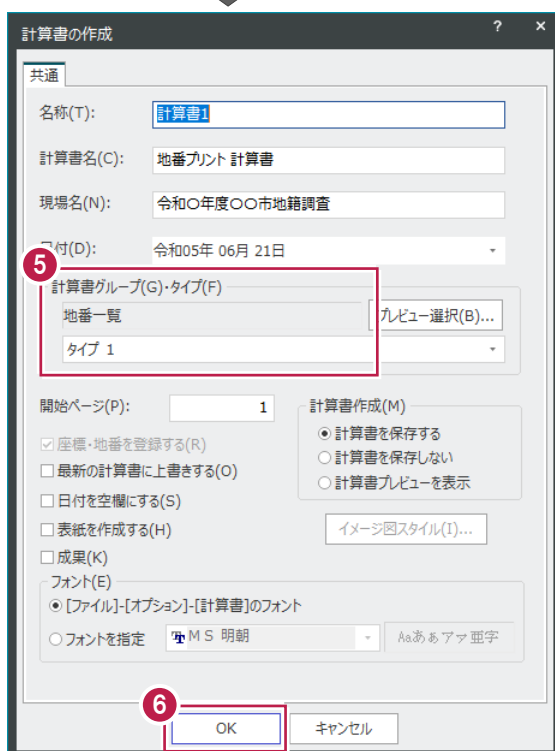 計算書の作成 ? ×
共通
名称(T): 計算書1
計算書名(C): 地番プリント 計算書
現場名(N): 令和〇年度〇〇市地籍調査
付(D): 令和05年 06月 21日
5
計算書グループ(G)・タイプ(F)
地番一覧 プレビュー選択(B)...
タイプ 1
開始ページ(P): 1
計算書作成(M)
計算書を保存する
座標・地番を登録する(R)
計算書を保存しない
最新の計算書に上書きする(O)
計算書プレビューを表示
日付を空欄にする(S)
表紙を作成する(H)
イメージ図スタイル(I)...
成果(K)
フォント(E)
[ファイル]-[オプション]-[計算書]のフォント
フォントを指定 MS 明朝 Aaあぁアァ亜宇
6
OK キャンセル